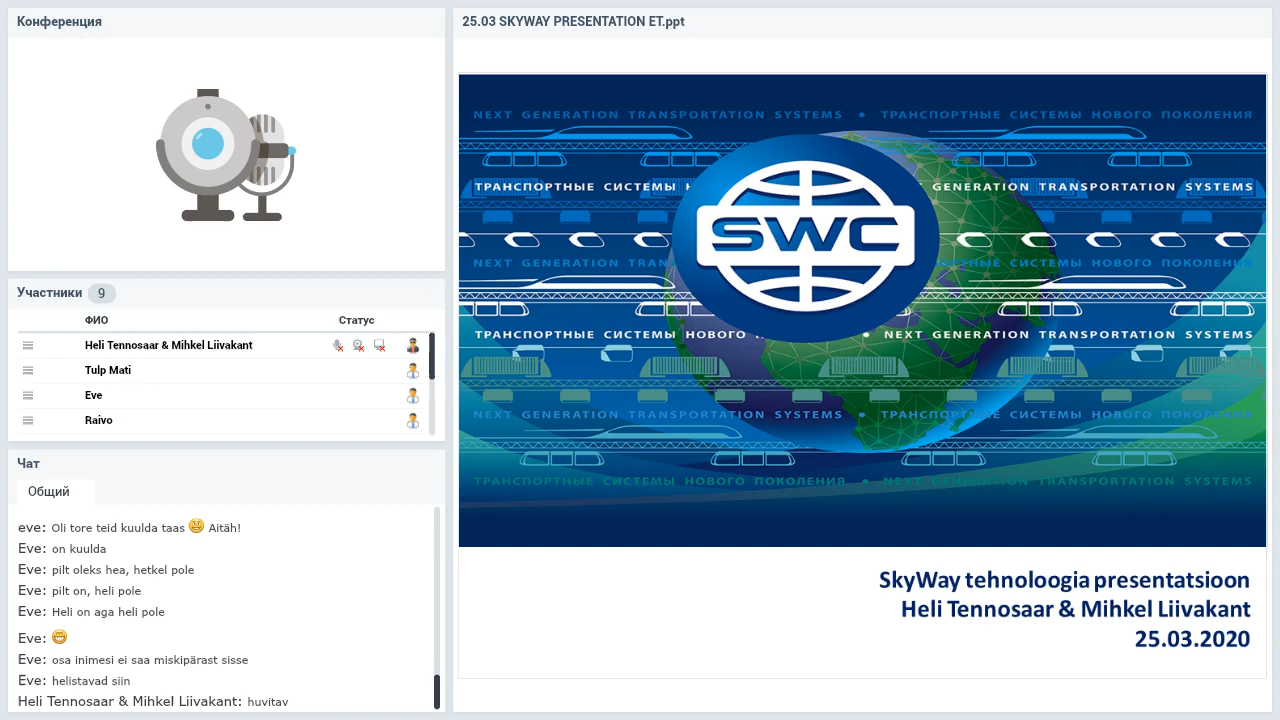 Конференция
Участники 9
ФИО Статус
Heli Tennosaar & Mihkel Liivakant
Tulp Mati
Eve
Raivo
Чат
Общий
eve: Oli tore teid kuulda taas Aitäh!
Eve: on kuulda
Eve: pilt oleks hea, hetkel pole
Eve: pilt on, heli pole
Eve: Heli on aga heli pole
Eve:
Eve: osa inimesi ei saa miskipärast sisse
Eve: helistavad siin
Heli Tennosaar & Mihkel Liivakant: huvitav
25.03 SKYWAY PRESENTATION ET.ppt
NEXT GENERATION TRANSPORTATION SYSTEMS • ТРАНСПОРТНЫЕ СИСТЕМЫ НОВОГО ПОКОЛЕНИЯ
ТРАНСПОРТНЫЕ СИСТЕМЫ GENERATION TRANSPORTATION SYSTEMS
SWC
NEXT GENERATION НОВОГО ПОКОЛЕНИЯ
ТРАНСПОРТНЫЕ СИСТЕМЫ НОВОГО • NEXT GENERATION TRANSPORTATION SYSTEMS
NEXT GENERATION TRANSPORTATION SYSTEMS • СИСТЕМЫ НОВОГО ПОКОЛЕНИЯ
ТРАНСПОРТНЫЕ СИСТЕМЫ НОВОГО ПОКОЛЕНИЯ • NEXT GENERATION TRANSPORTATION SYSTEMS
SkyWay tehnoloogia presentatsioon
Heli Tennosaar & Mihkel Liivakant
25.03.2020